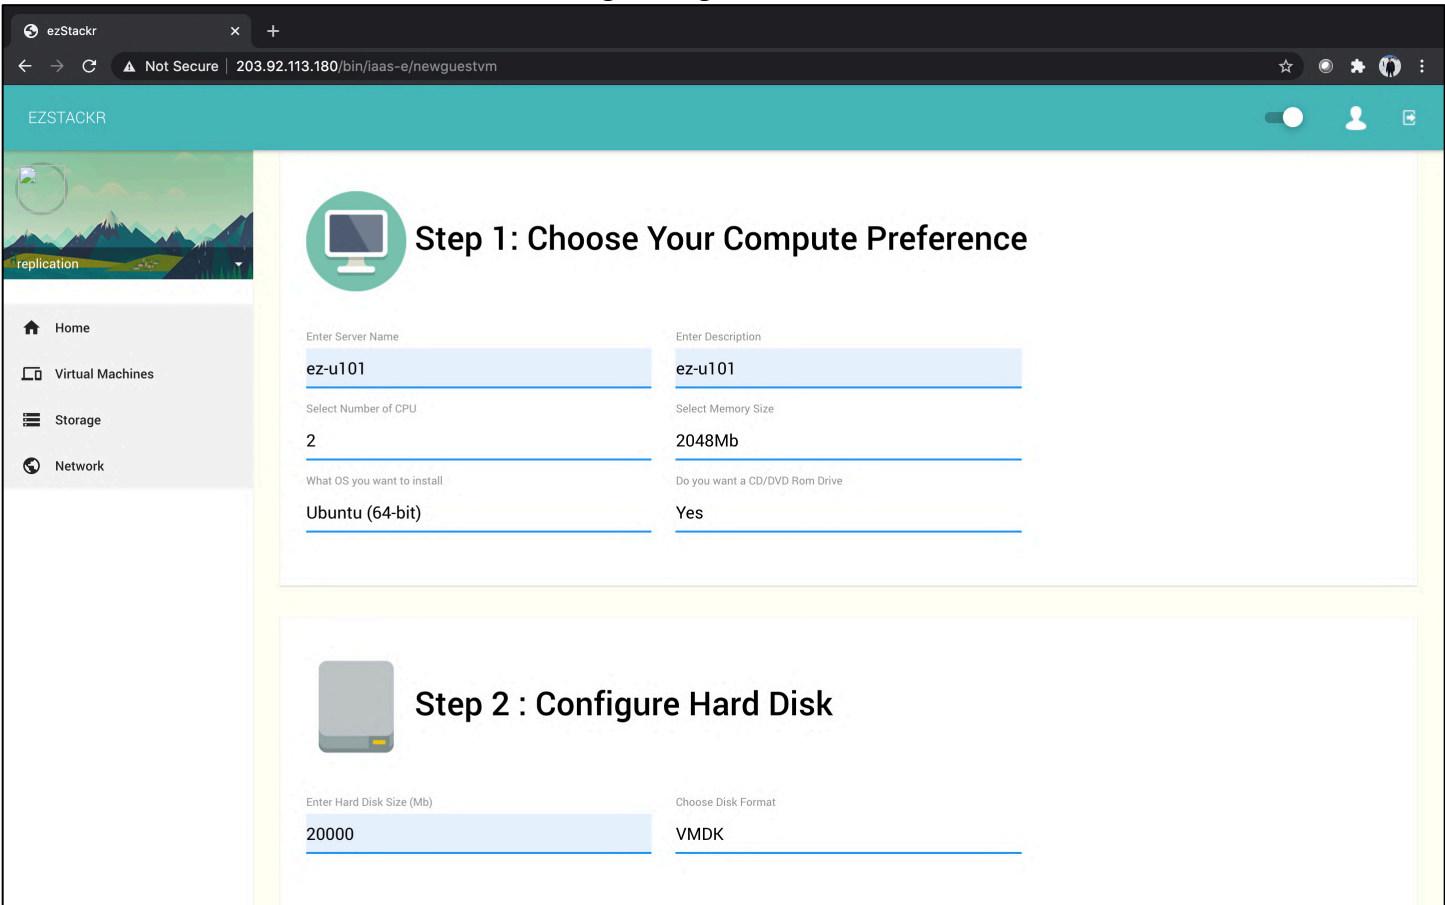 ezStackr
Not Secure | 203.92.113.180/bin/iaas-e/newguestvm
EZSTACKR
replication
Home
Virtual Machines
Storage
Network
Step 1: Choose Your Compute Preference
Enter Server Name
ez-u101
Enter Description
ez-u101
Select Number of CPU
2
Select Memory Size
2048Mb
What OS you want to install
Ubuntu (64-bit)
Do you want a CD/DVD Rom Drive
Yes
Step 2 : Configure Hard Disk
Enter Hard Disk Size (Mb)
20000
Choose Disk Format
VMDK